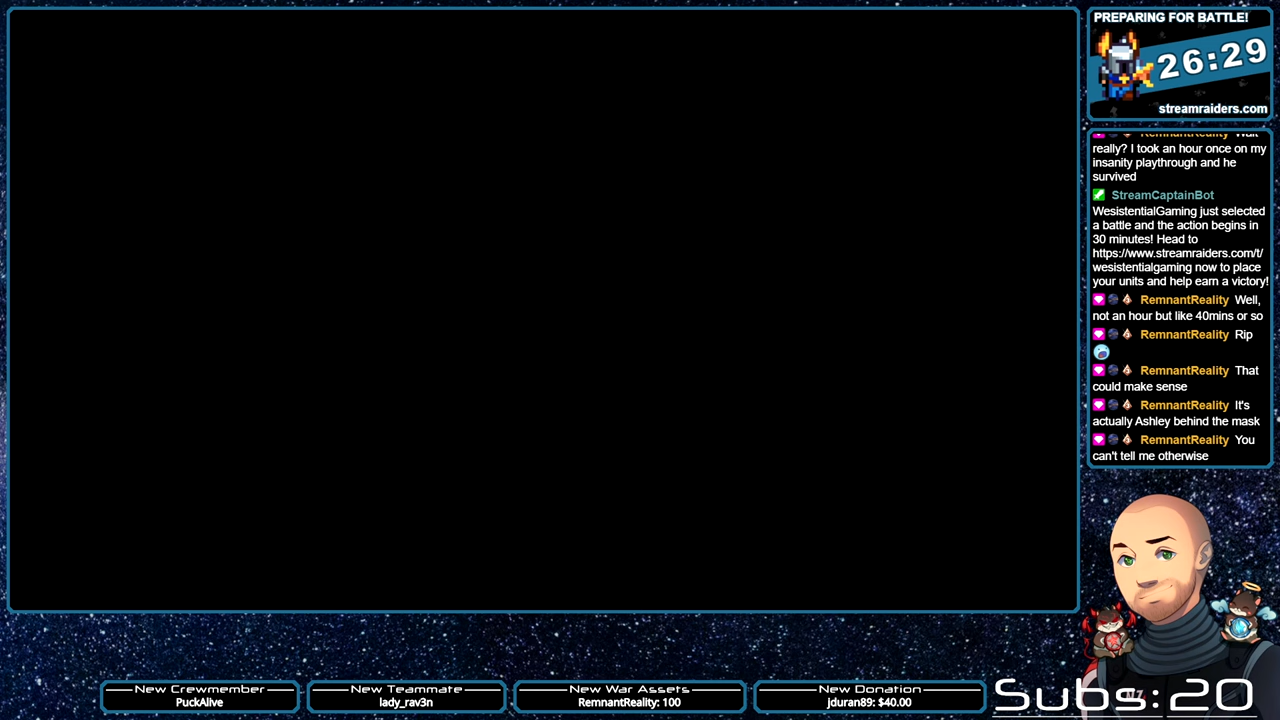 PREPARING FOR BATTLE!
26:29
streamraiders.com
RemnantReality Wait
really? I took an hour once on my
insanity playthrough and he
survived
StreamCaptainBot
WesistentialGaming just selected
a battle and the action begins in
30 minutes! Head to
https://www.streamraiders.com/t/
wesistentialgaming now to place
your units and help earn a victory!
RemnantReality Well,
not an hour but like 40mins or so
RemnantReality Rip
RemnantReality That
could make sense
RemnantReality It's
actually Ashley behind the mask
RemnantReality You
can't tell me otherwise
New Crewmember
PuckAlive
New Teammate
lady_rav3n
New War Assets
RemnantReality: 100
New Donation
jduran89: $40.00
Subs: 20